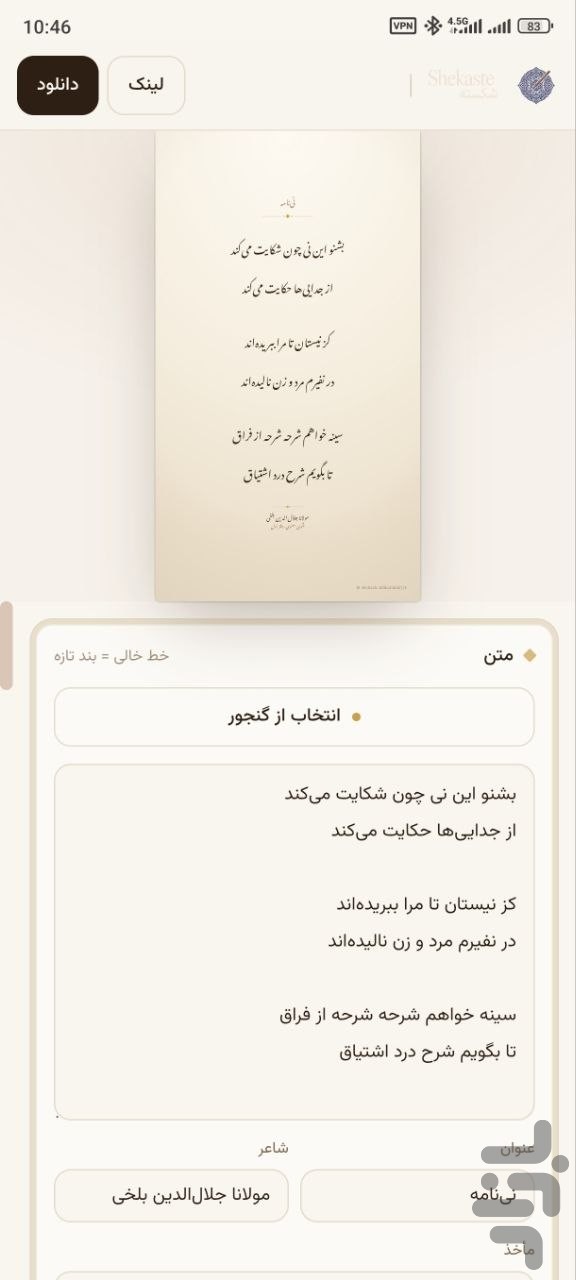 10:46
VPN
4.5G
83
Shekaste
شکسته
لینک
دانلود
نی‌نامه
بشنو این نی چون شکایت می‌کند
از جدایی‌ها حکایت می‌کند
کز نیستان تا مرا ببریده‌اند
در نفیرم مرد و زن نالیده‌اند
سینه خواهم شرحه شرحه از فراق
تا بگویم شرح درد اشتیاق
مولانا جلال‌الدین بلخی
متن
خط خالی = بند تازه
انتخاب از گنجور
بشنو این نی چون شکایت می‌کند
از جدایی‌ها حکایت می‌کند
کز نیستان تا مرا ببریده‌اند
در نفیرم مرد و زن نالیده‌اند
سینه خواهم شرحه شرحه از فراق
تا بگویم شرح درد اشتیاق
عنوان
شاعر
نی‌نامه
مولانا جلال‌الدین بلخی
مأخذ